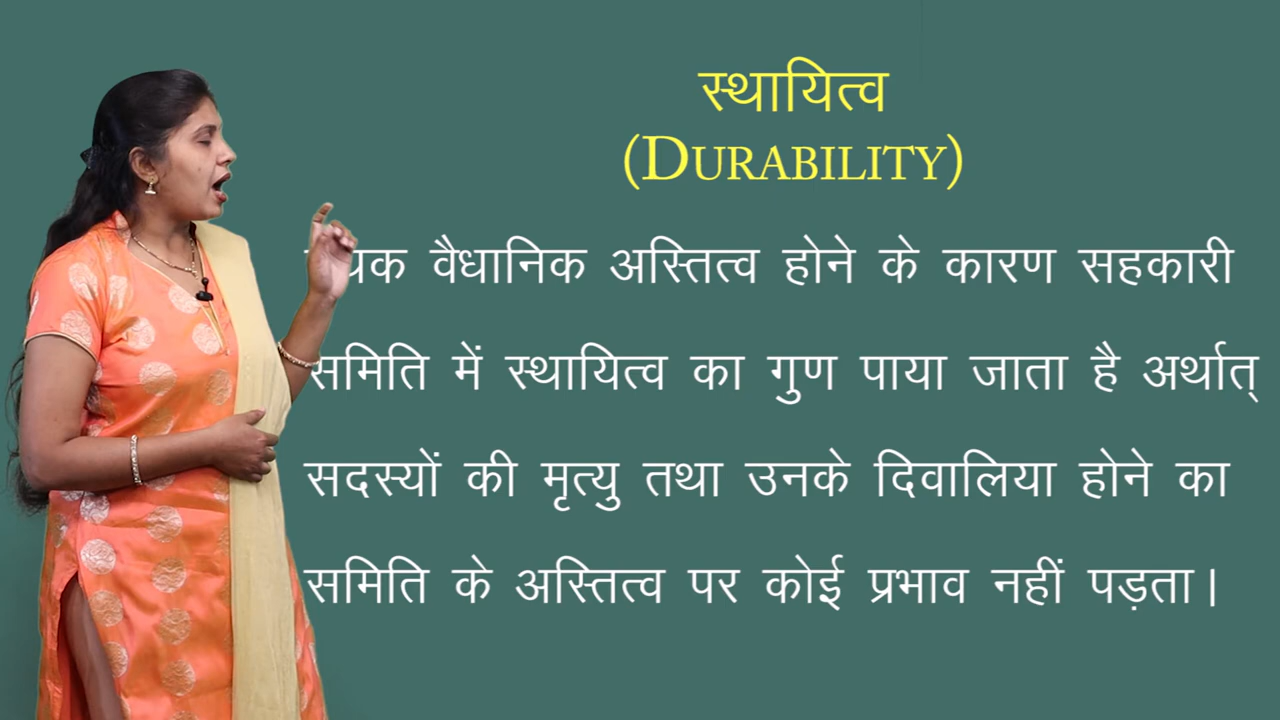 स्थायित्व
(DURABILITY)
वैधानिक अस्तित्व होने के कारण सहकारी
समिति में स्थायित्व का गुण पाया जाता है अर्थात्
सदस्यों की मृत्यु तथा उनके दिवालिया होने का
समिति के अस्तित्व पर कोई प्रभाव नहीं पड़ता।